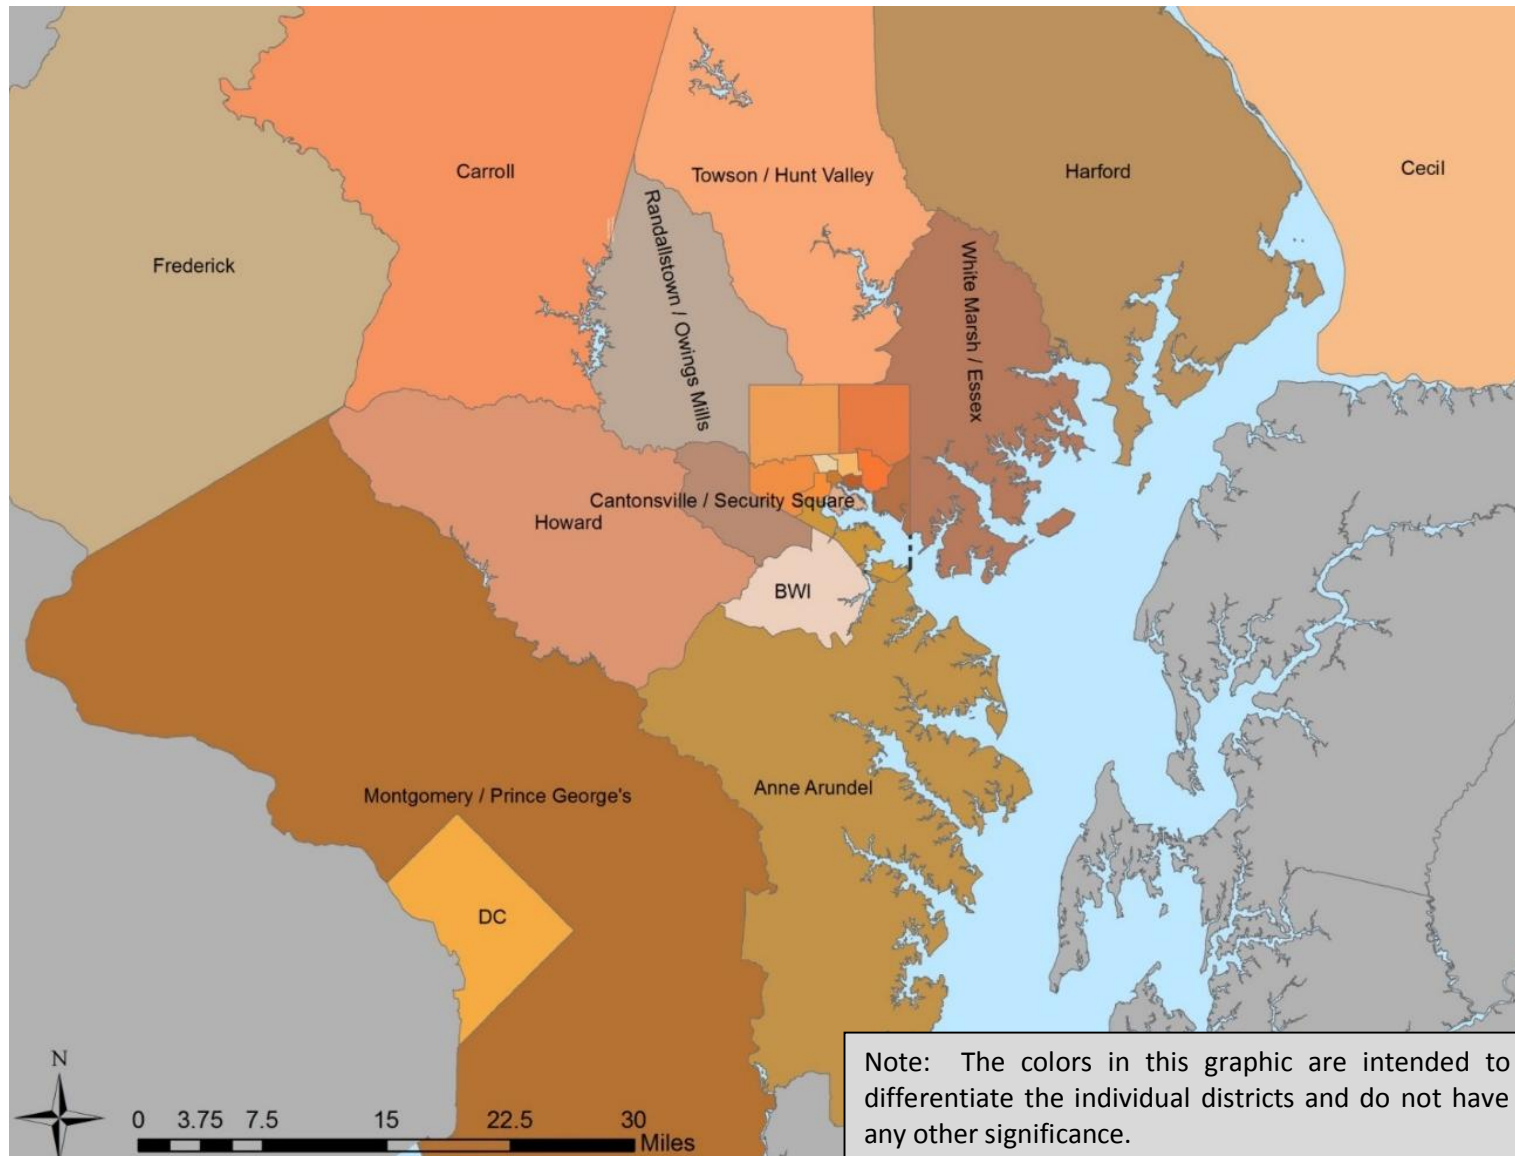 Carroll
Towson / Hunt Valley
Harford
Cecil
Randallstown / Owings Mills
Frederick
White Marsh / Essex
Cantonsville / Security Square
Howard
BWI
Montgomery / Prince George's
Anne Arundel
DC
N
0 3.75 7.5 15 22.5 30
Miles
Note: The colors in this graphic are intended to
differentiate the individual districts and do not have
any other significance.